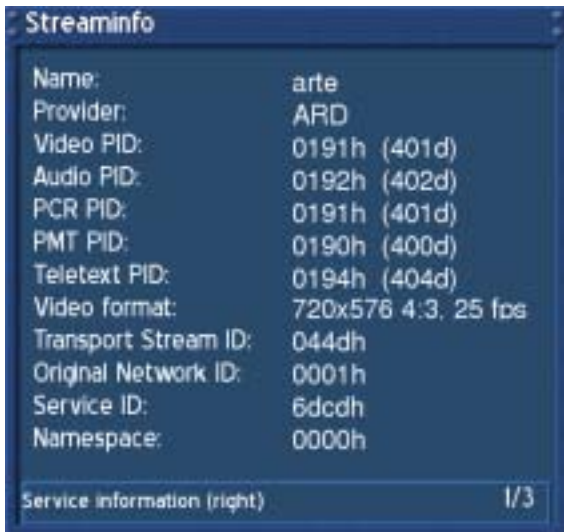 Streaminfo
Name: arte
Provider: ARD
Video PID: 0191h (401d)
Audio PID: 0192h (402d)
PCR PID: 0191h (401d)
PMT PID: 0190h (400d)
Teletext PID: 0194h (404d)
Video format: 720x576 4:3, 25 fps
Transport Stream ID: 044dh
Original Network ID: 0001h
Service ID: 6dcdh
Namespace: 0000h
Service information (right) 1/3